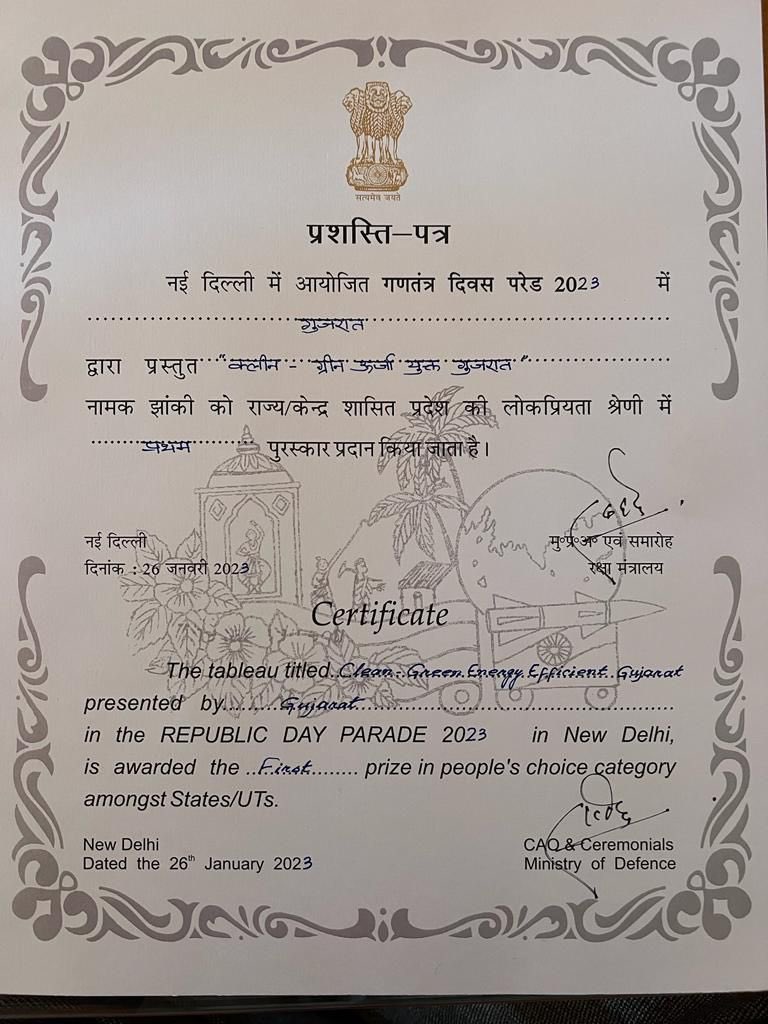 सत्यमेव जयते
प्रशस्ति–पत्र
नई दिल्ली में आयोजित गणतंत्र दिवस परेड 2023 में
गुजरात
द्वारा प्रस्तुत "क्लीन - ग्रीन ऊर्जा युक्त गुजरात"
नामक झांकी को राज्य/केन्द्र शासित प्रदेश की लोकप्रियता श्रेणी में
प्रथम पुरस्कार प्रदान किया जाता है।
नई दिल्ली
दिनांक : 26 जनवरी 2023
मु०प्र०अ० एवं समारोह
रक्षा मंत्रालय
Certificate
The tableau titled Clean - Green Energy Efficient Gujarat
presented by Gujarat
in the REPUBLIC DAY PARADE 2023 in New Delhi,
is awarded the First prize in people's choice category
amongst States/UTs.
New Delhi
Dated the 26th January 2023
CAO & Ceremonials
Ministry of Defence